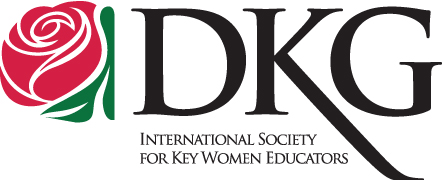 DKG
INTERNATIONAL SOCIETY
FOR KEY WOMEN EDUCATORS